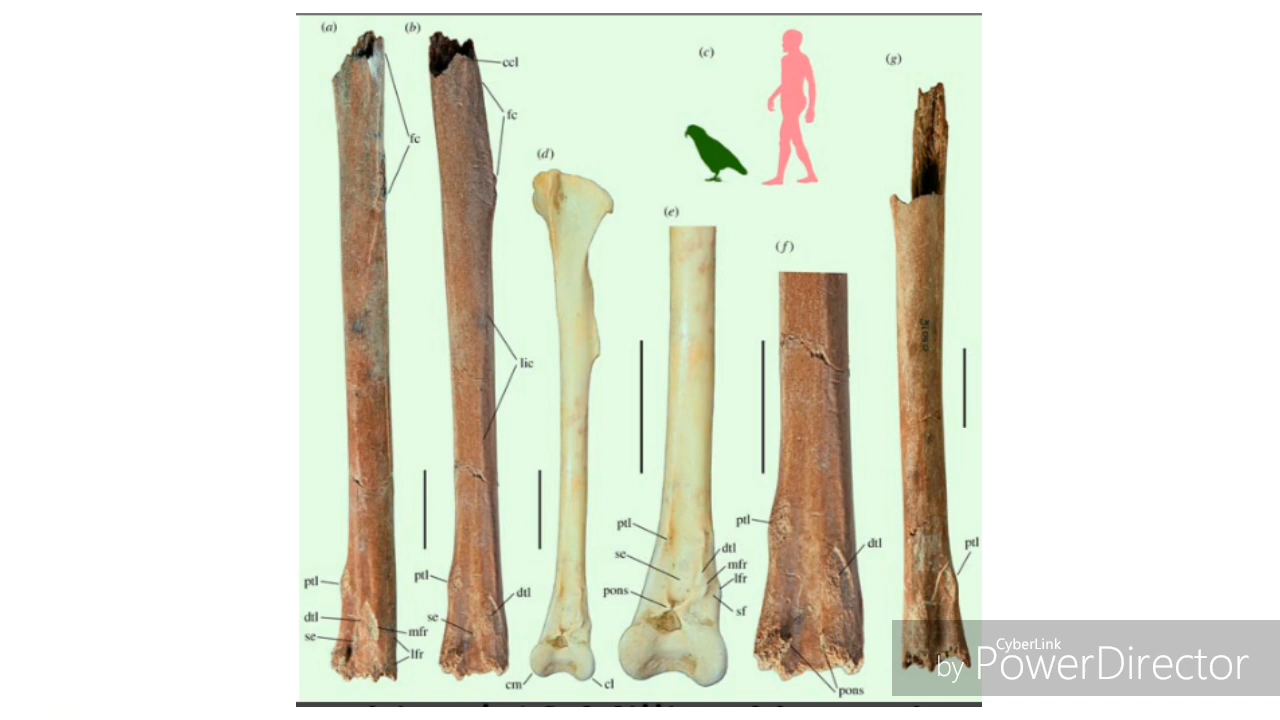 (a)
(b)
(c)
(g)
ccl
fc
fc
(d)
(e)
(f)
lic
ptl
se
pons
dtl
mfr
lfr
sf
ptl
dtl
ptl
ptl
dtl
se
mfr
lfr
ptl
dtl
se
cm
cl
pons
CyberLink
by PowerDirector